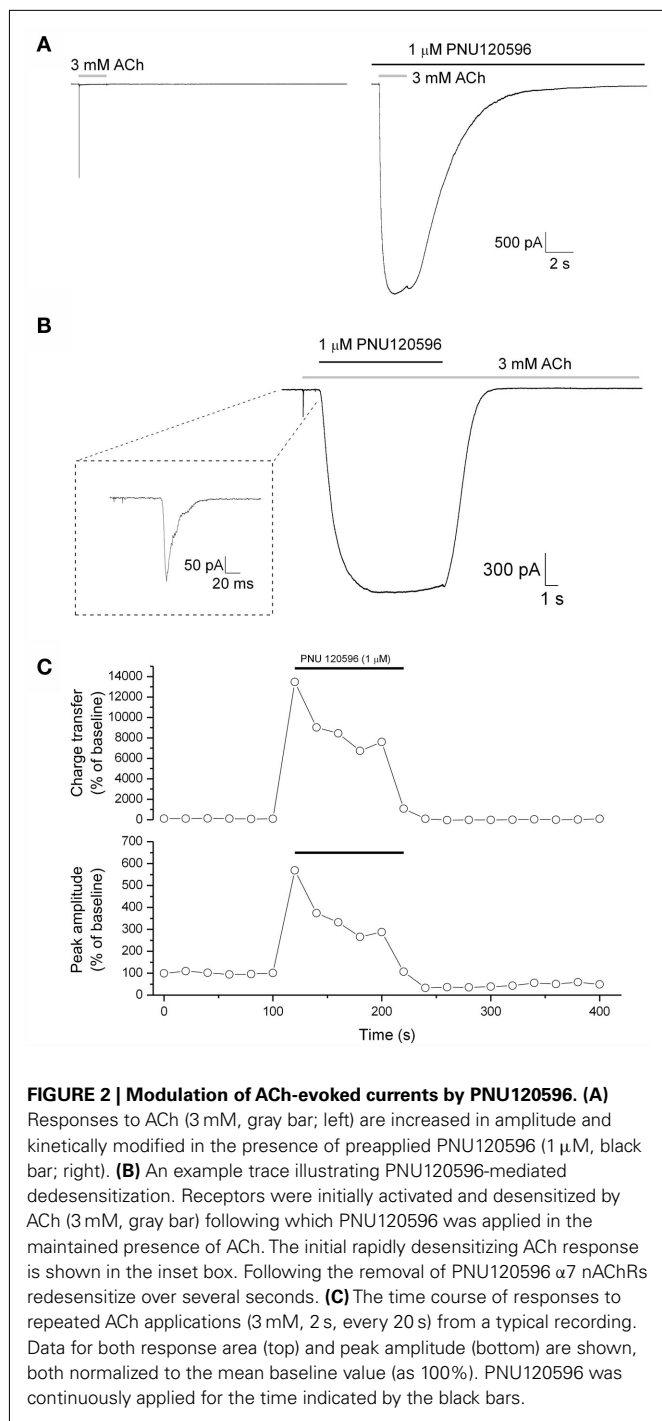 A
3 mM ACh
1 μM PNU120596
3 mM ACh
500 pA
2 s
B
1 μM PNU120596
3 mM ACh
50 pA
20 ms
300 pA
1 s
C
PNU 120596 (1 μM)
Charge transfer
(% of baseline)
14000
12000
10000
8000
6000
4000
2000
0
Peak amplitude
(% of baseline)
700
600
500
400
300
200
100
0
0 100 200 300 400
Time (s)
FIGURE 2 | Modulation of ACh-evoked currents by PNU120596. (A)
Responses to ACh (3 mM, gray bar; left) are increased in amplitude and
kinetically modified in the presence of preapplied PNU120596 (1 μM, black
bar; right). (B) An example trace illustrating PNU120596-mediated
dedesensitization. Receptors were initially activated and desensitized by
ACh (3 mM, gray bar) following which PNU120596 was applied in the
maintained presence of ACh. The initial rapidly desensitizing ACh response
is shown in the inset box. Following the removal of PNU120596 α7 nAChRs
redesensitize over several seconds. (C) The time course of responses to
repeated ACh applications (3 mM, 2 s, every 20 s) from a typical recording.
Data for both response area (top) and peak amplitude (bottom) are shown,
both normalized to the mean baseline value (as 100%). PNU120596 was
continuously applied for the time indicated by the black bars.